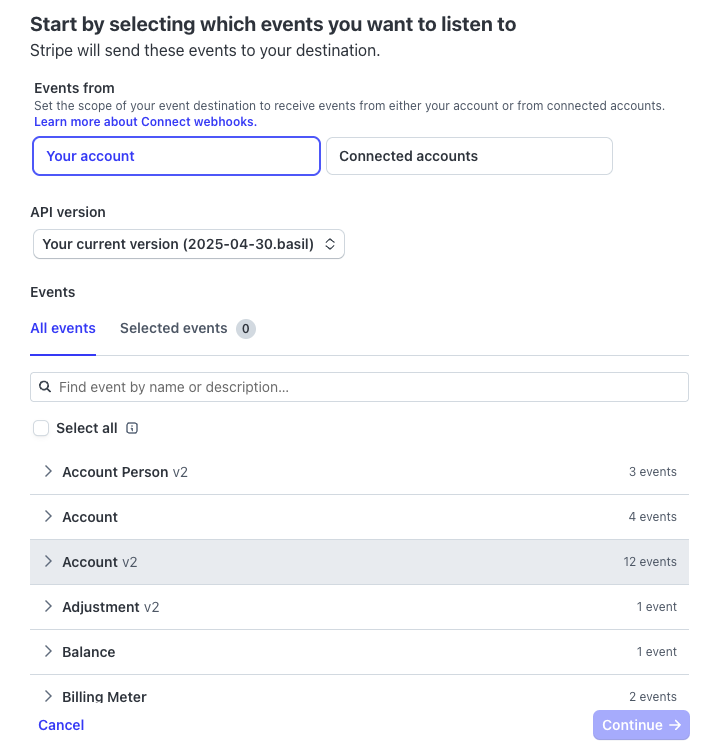 Start by selecting which events you want to listen to
Stripe will send these events to your destination.
Events from
Set the scope of your event destination to receive events from either your account or from connected accounts.
Learn more about Connect webhooks.
Your account
Connected accounts
API version
Your current version (2025-04-30.basil)
Events
All events
Selected events 0
Find event by name or description...
Select all
Account Person v2 3 events
Account 4 events
Account v2 12 events
Adjustment v2 1 event
Balance 1 event
Billing Meter 2 events
Cancel
Continue →